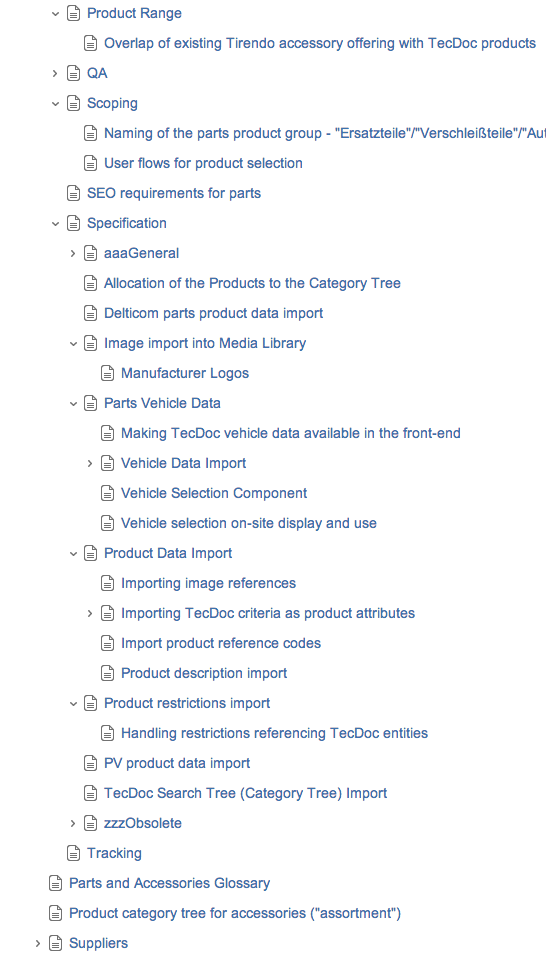 Product Range
Overlap of existing Tirendo accessory offering with TecDoc products
QA
Scoping
Naming of the parts product group - "Ersatzteile"/"Verschleißteile"/"Au
User flows for product selection
SEO requirements for parts
Specification
aaaGeneral
Allocation of the Products to the Category Tree
Delticom parts product data import
Image import into Media Library
Manufacturer Logos
Parts Vehicle Data
Making TecDoc vehicle data available in the front-end
Vehicle Data Import
Vehicle Selection Component
Vehicle selection on-site display and use
Product Data Import
Importing image references
Importing TecDoc criteria as product attributes
Import product reference codes
Product description import
Product restrictions import
Handling restrictions referencing TecDoc entities
PV product data import
TecDoc Search Tree (Category Tree) Import
zzzObsolete
Tracking
Parts and Accessories Glossary
Product category tree for accessories ("assortment")
Suppliers